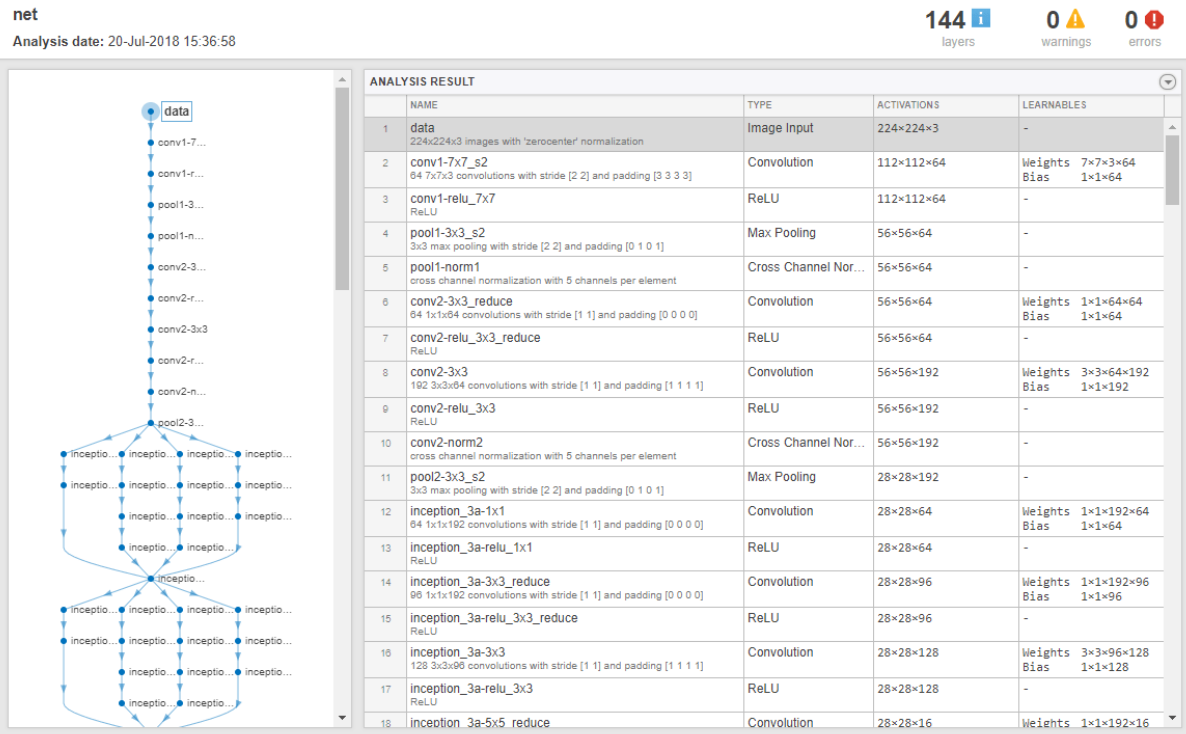 net
Analysis date: 20-Jul-2018 15:36:58
144
layers
0
warnings
0
errors
data
conv1-7...
conv1-r...
pool1-3...
pool1-n...
conv2-3...
conv2-r...
conv2-3x3
conv2-r...
conv2-n...
pool2-3...
inceptio... inceptio... inceptio... inceptio...
inceptio... inceptio... inceptio... inceptio...
inceptio... inceptio... inceptio...
inceptio... inceptio...
inceptio...
inceptio... inceptio... inceptio... inceptio...
inceptio... inceptio... inceptio... inceptio...
inceptio... inceptio... inceptio...
inceptio... inceptio...
ANALYSIS RESULT
NAME TYPE ACTIVATIONS LEARNABLES
1 data Image Input 224×224×3 -
224x224x3 images with 'zerocenter' normalization
2 conv1-7x7_s2 Convolution 112×112×64 Weights 7×7×3×64
64 7x7x3 convolutions with stride [2 2] and padding [3 3 3 3] Bias 1×1×64
3 conv1-relu_7x7 ReLU 112×112×64 -
ReLU
4 pool1-3x3_s2 Max Pooling 56×56×64 -
3x3 max pooling with stride [2 2] and padding [0 1 0 1]
5 pool1-norm1 Cross Channel Nor... 56×56×64 -
cross channel normalization with 5 channels per element
6 conv2-3x3_reduce Convolution 56×56×64 Weights 1×1×64×64
64 1x1x64 convolutions with stride [1 1] and padding [0 0 0 0] Bias 1×1×64
7 conv2-relu_3x3_reduce ReLU 56×56×64 -
ReLU
8 conv2-3x3 Convolution 56×56×192 Weights 3×3×64×192
192 3x3x64 convolutions with stride [1 1] and padding [1 1 1 1] Bias 1×1×192
9 conv2-relu_3x3 ReLU 56×56×192 -
ReLU
10 conv2-norm2 Cross Channel Nor... 56×56×192 -
cross channel normalization with 5 channels per element
11 pool2-3x3_s2 Max Pooling 28×28×192 -
3x3 max pooling with stride [2 2] and padding [0 1 0 1]
12 inception_3a-1x1 Convolution 28×28×64 Weights 1×1×192×64
64 1x1x192 convolutions with stride [1 1] and padding [0 0 0 0] Bias 1×1×64
13 inception_3a-relu_1x1 ReLU 28×28×64 -
ReLU
14 inception_3a-3x3_reduce Convolution 28×28×96 Weights 1×1×192×96
96 1x1x192 convolutions with stride [1 1] and padding [0 0 0 0] Bias 1×1×96
15 inception_3a-relu_3x3_reduce ReLU 28×28×96 -
ReLU
16 inception_3a-3x3 Convolution 28×28×128 Weights 3×3×96×128
128 3x3x96 convolutions with stride [1 1] and padding [1 1 1 1] Bias 1×1×128
17 inception_3a-relu_3x3 ReLU 28×28×128 -
ReLU
18 inception_3a-5x5_reduce Convolution 28×28×16 Weights 1×1×192×16